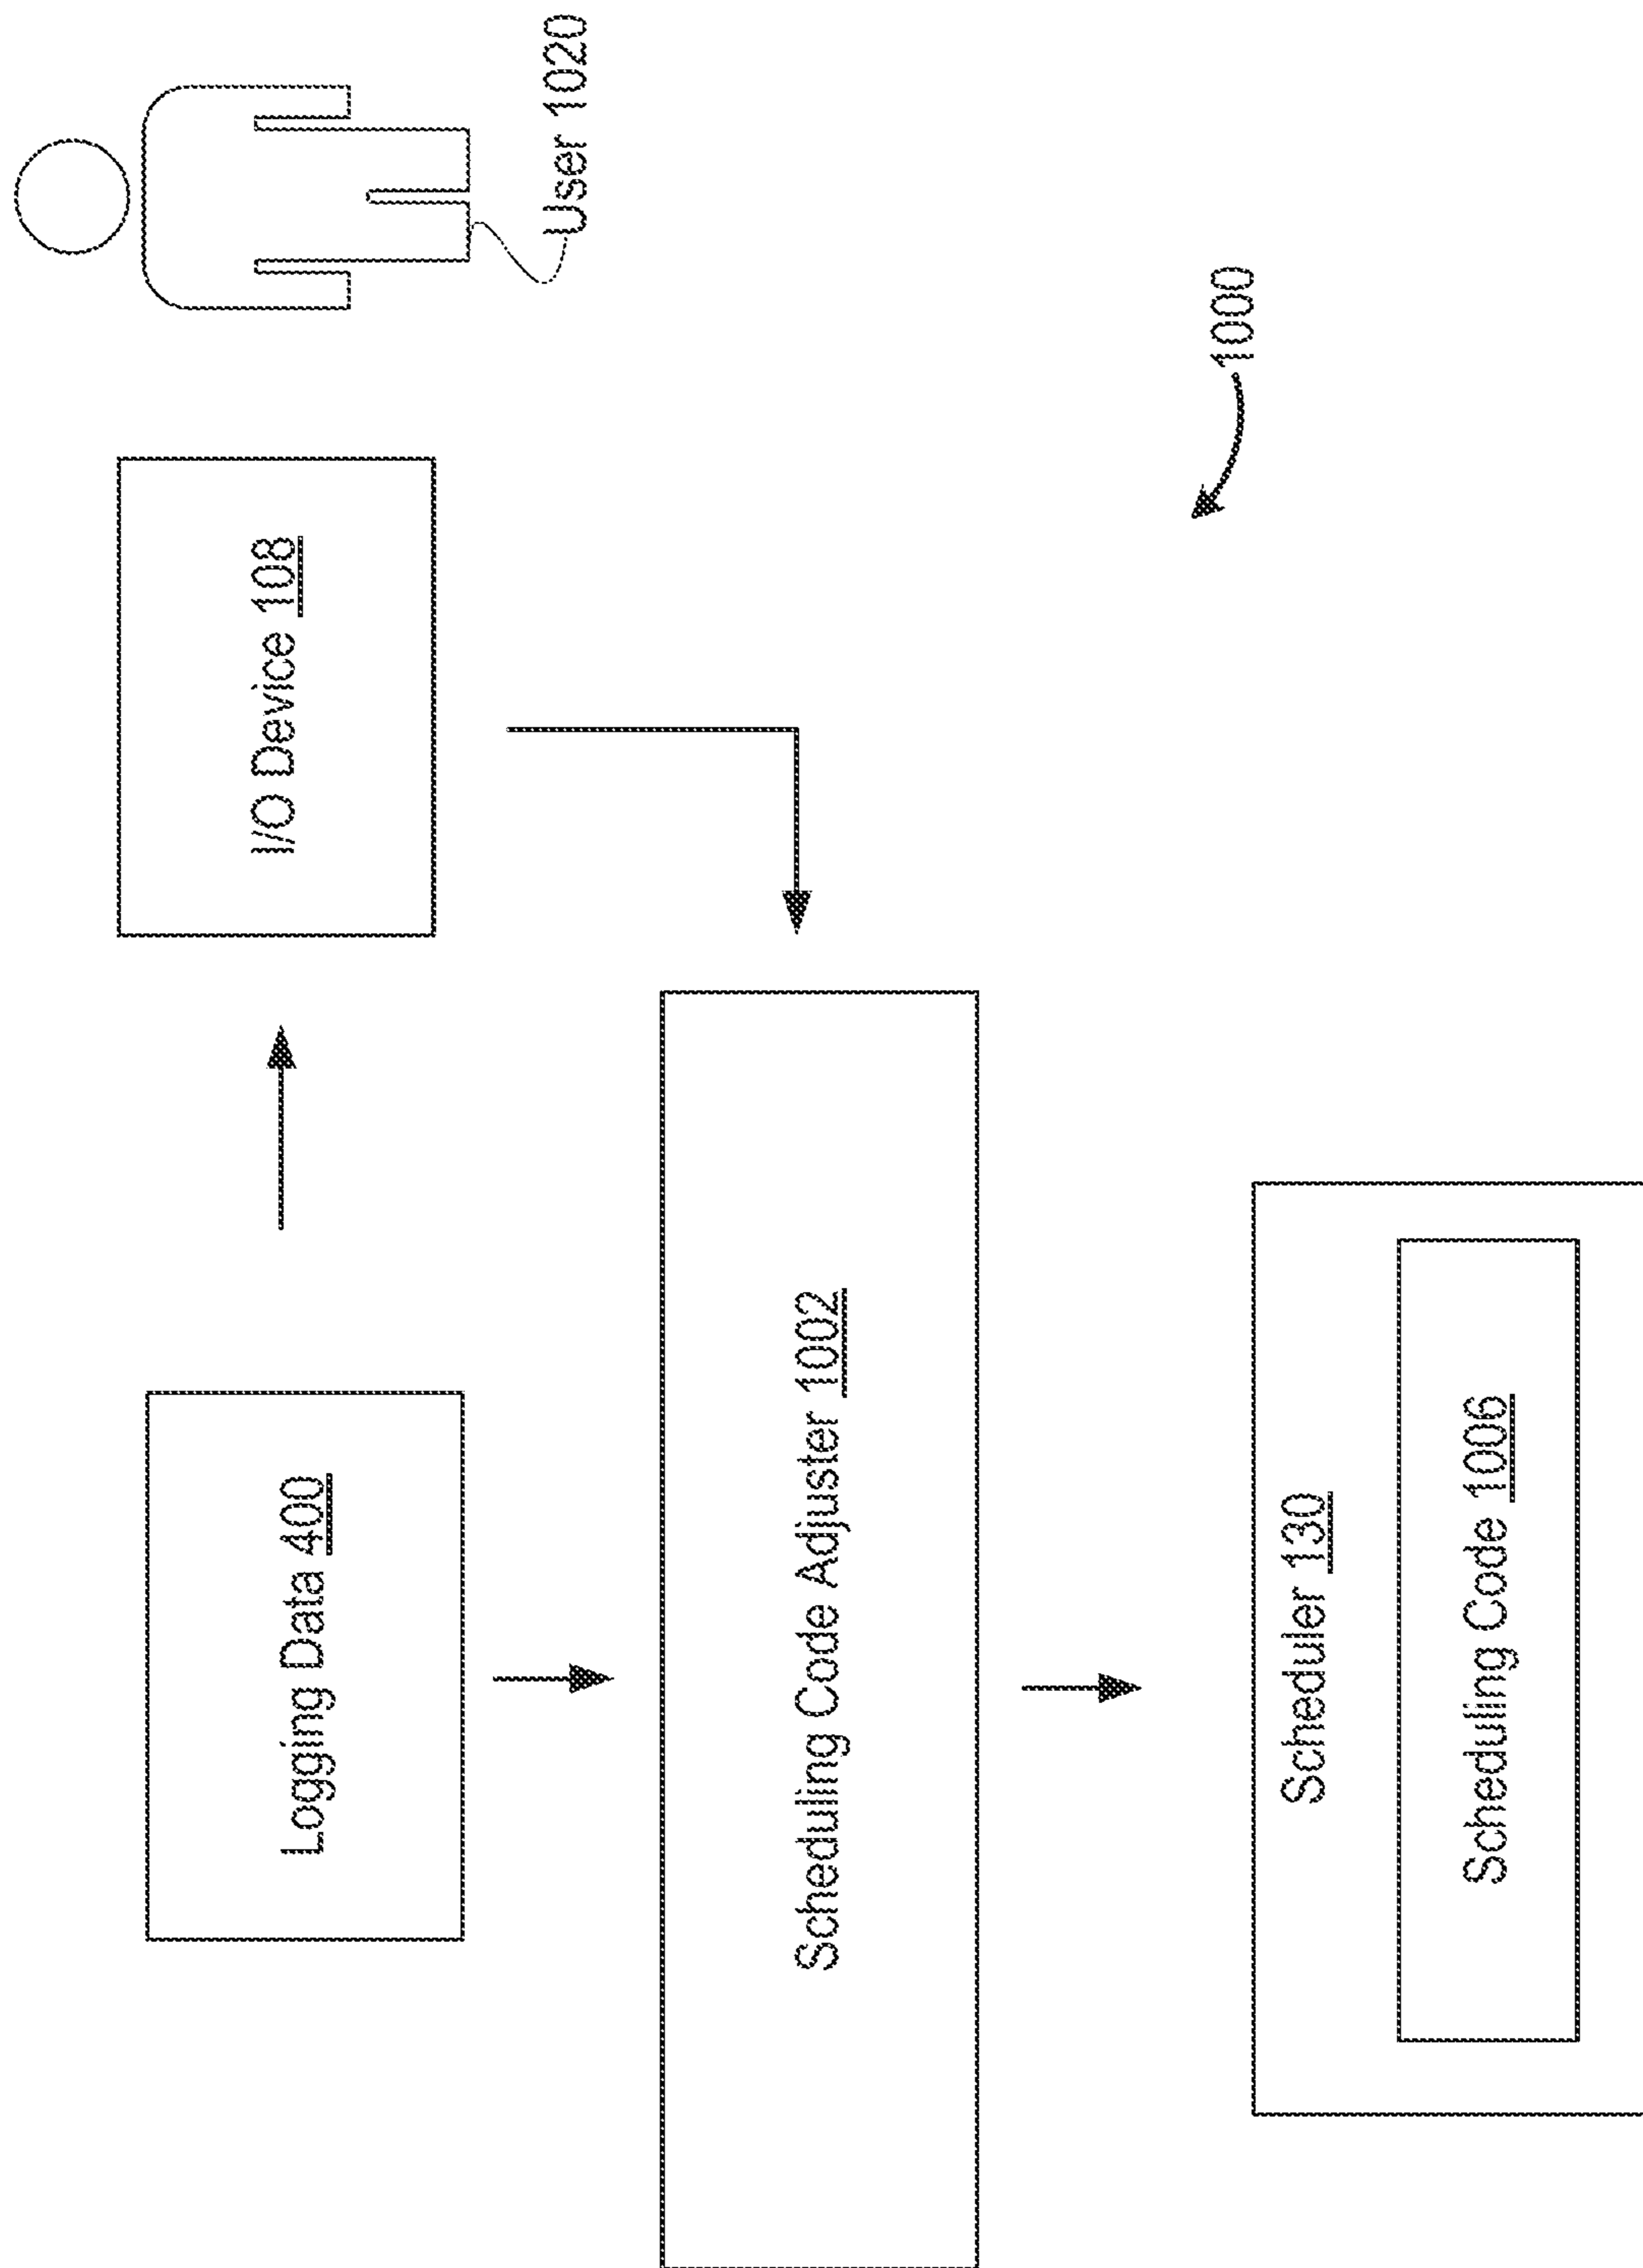 Logging Data 400
I/O Device 108
User 1020
Scheduling Code Adjuster 1002
1000
Scheduler 130
Scheduling Code 1006